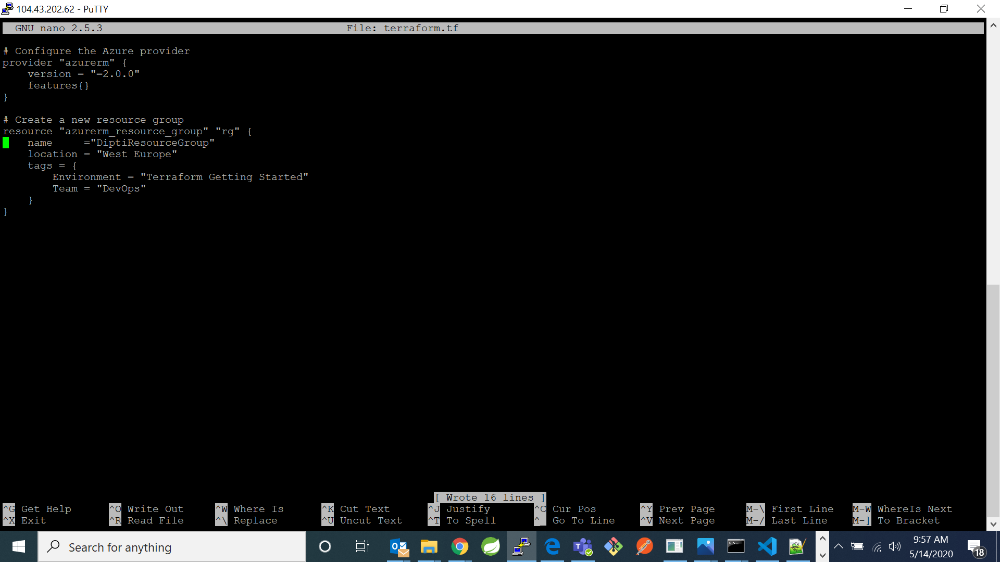 104.43.202.62 - PuTTY
GNU nano 2.5.3 File: terraform.tf
# Configure the Azure provider
provider "azurerm" {
    version = "=2.0.0"
    features{}
}
# Create a new resource group
resource "azurerm_resource_group" "rg" {
    name     ="DiptiResourceGroup"
    location = "West Europe"
    tags = {
        Environment = "Terraform Getting Started"
        Team = "DevOps"
    }
}
[ Wrote 16 lines ]
^G Get Help ^O Write Out ^W Where Is ^K Cut Text ^J Justify ^C Cur Pos ^Y Prev Page M-\ First Line M-W WhereIs Next
^X Exit ^R Read File ^\ Replace ^U Uncut Text ^T To Spell ^_ Go To Line ^V Next Page M-/ Last Line M-] To Bracket
Search for anything
9:57 AM
5/14/2020
18